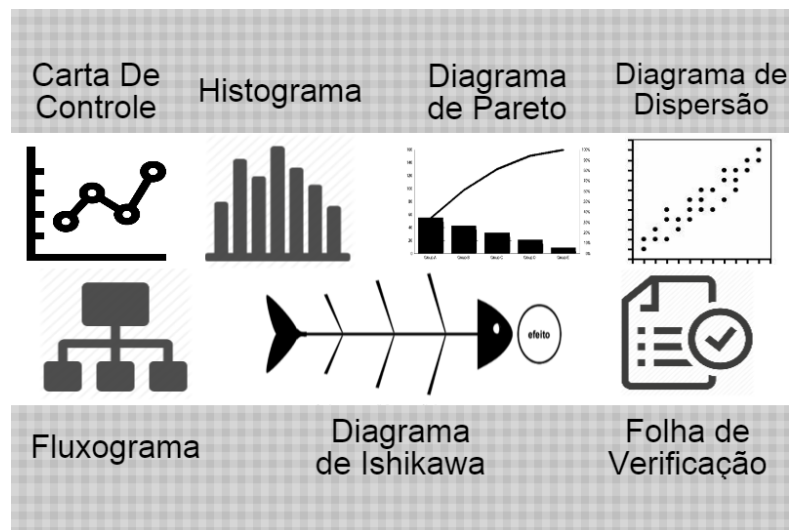 Carta De
Controle
Histograma
Diagrama
de Pareto
Diagrama de
Dispersão
efeito
Fluxograma
Diagrama
de Ishikawa
Folha de
Verificação